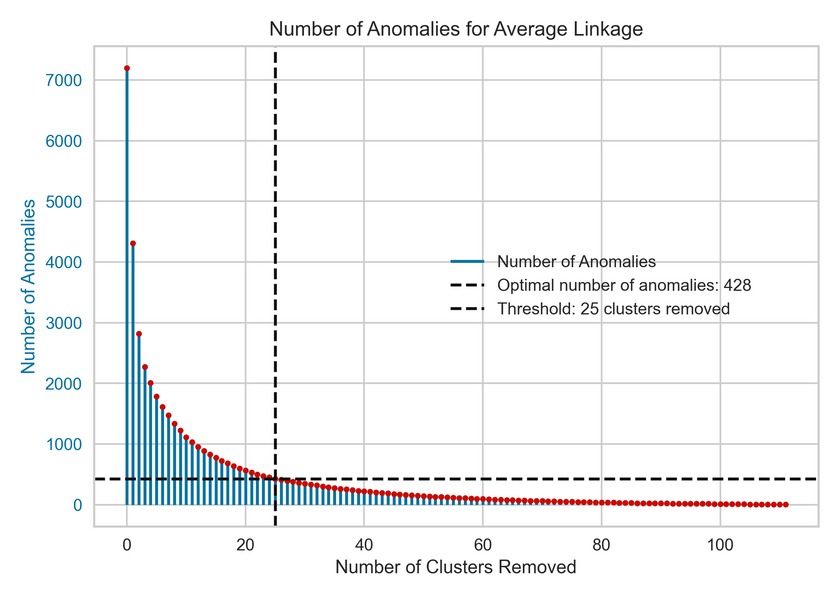 Number of Anomalies for Average Linkage
Number of Anomalies
7000
6000
5000
4000
3000
2000
1000
0
Number of Anomalies
Optimal number of anomalies: 428
Threshold: 25 clusters removed
0 20 40 60 80 100
Number of Clusters Removed